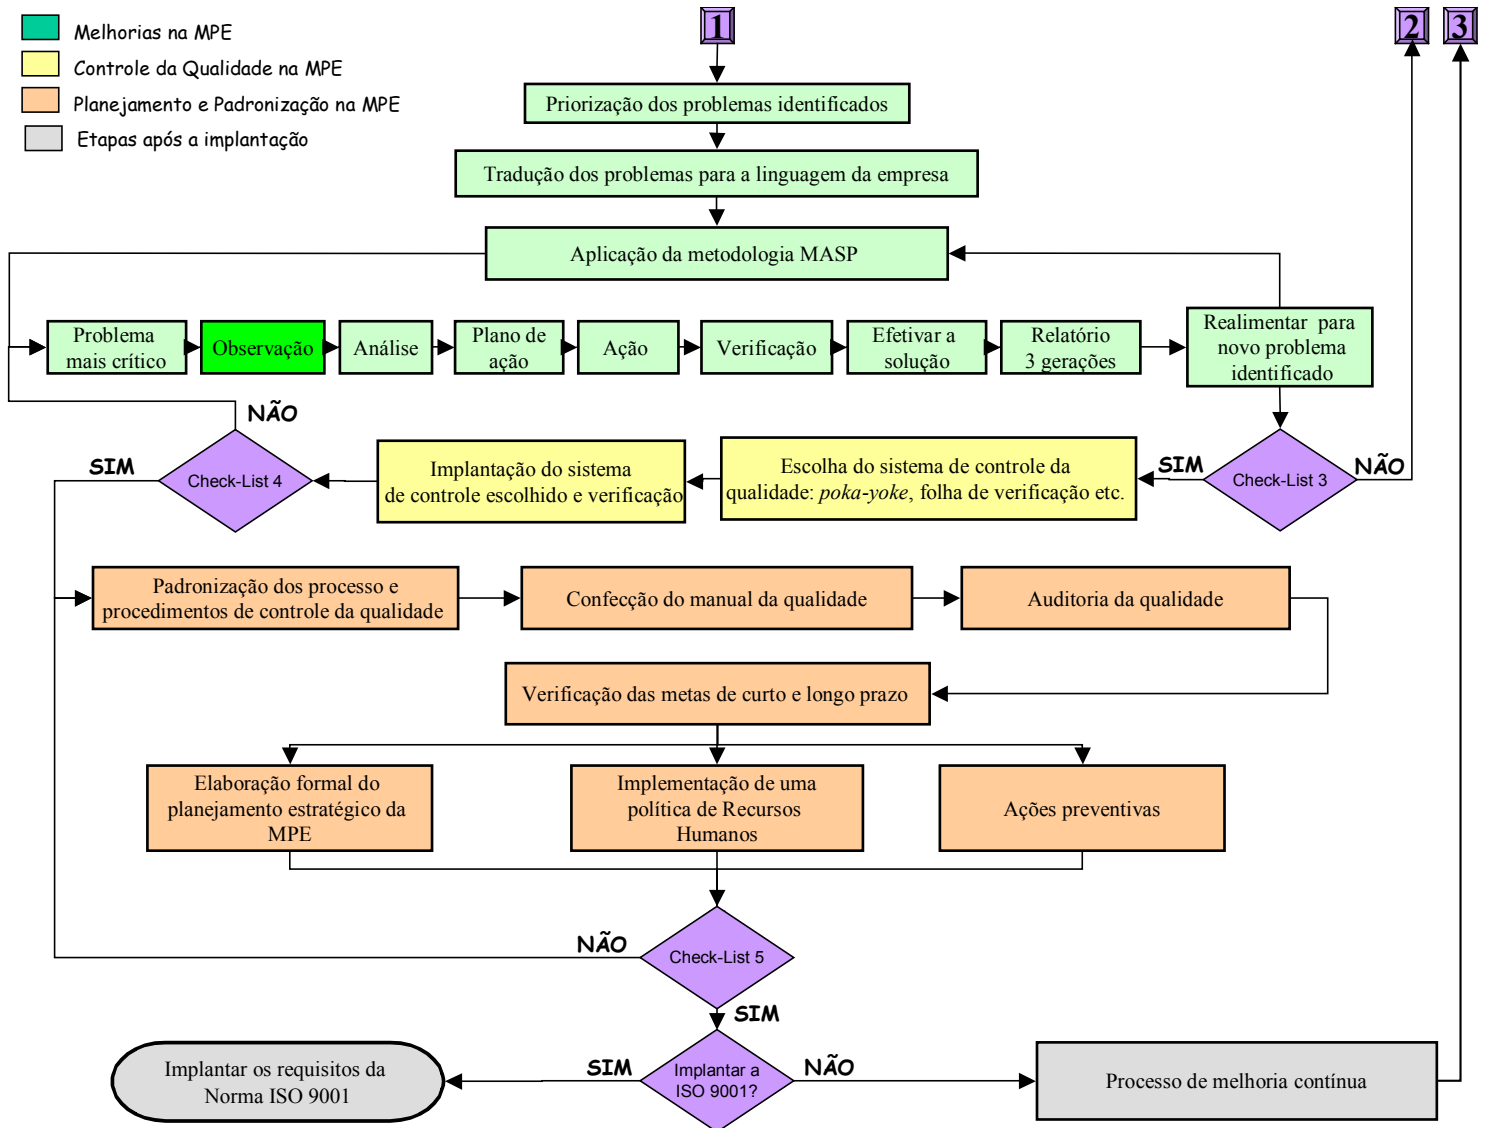 Melhorias na MPE
Controle da Qualidade na MPE
Planejamento e Padronização na MPE
Etapas após a implantação
1
2
3
Priorização dos problemas identificados
Tradução dos problemas para a linguagem da empresa
Aplicação da metodologia MASP
Problema
mais crítico
Observação
Análise
Plano de
ação
Ação
Verificação
Efetivar a
solução
Relatório
3 gerações
Realimentar para
novo problema
identificado
NÃO
SIM
Check-List 4
Implantação do sistema
de controle escolhido e verificação
Escolha do sistema de controle da
qualidade: poka-yoke, folha de verificação etc.
SIM
Check-List 3
NÃO
Padronização dos processo e
procedimentos de controle da qualidade
Confecção do manual da qualidade
Auditoria da qualidade
Verificação das metas de curto e longo prazo
Elaboração formal do
planejamento estratégico da
MPE
Implementação de uma
política de Recursos
Humanos
Ações preventivas
NÃO
Check-List 5
SIM
Implantar os requisitos da
Norma ISO 9001
SIM
Implantar a
ISO 9001?
NÃO
Processo de melhoria contínua